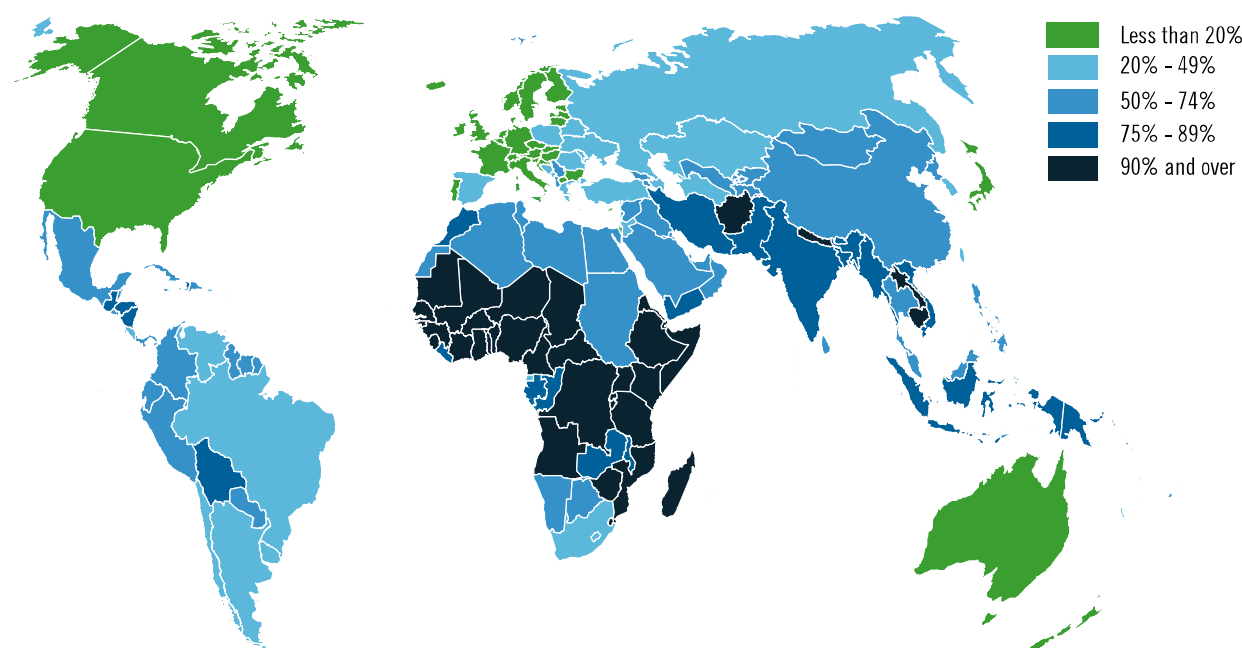 Less than 20%
20% – 49%
50% – 74%
75% – 89%
90% and over